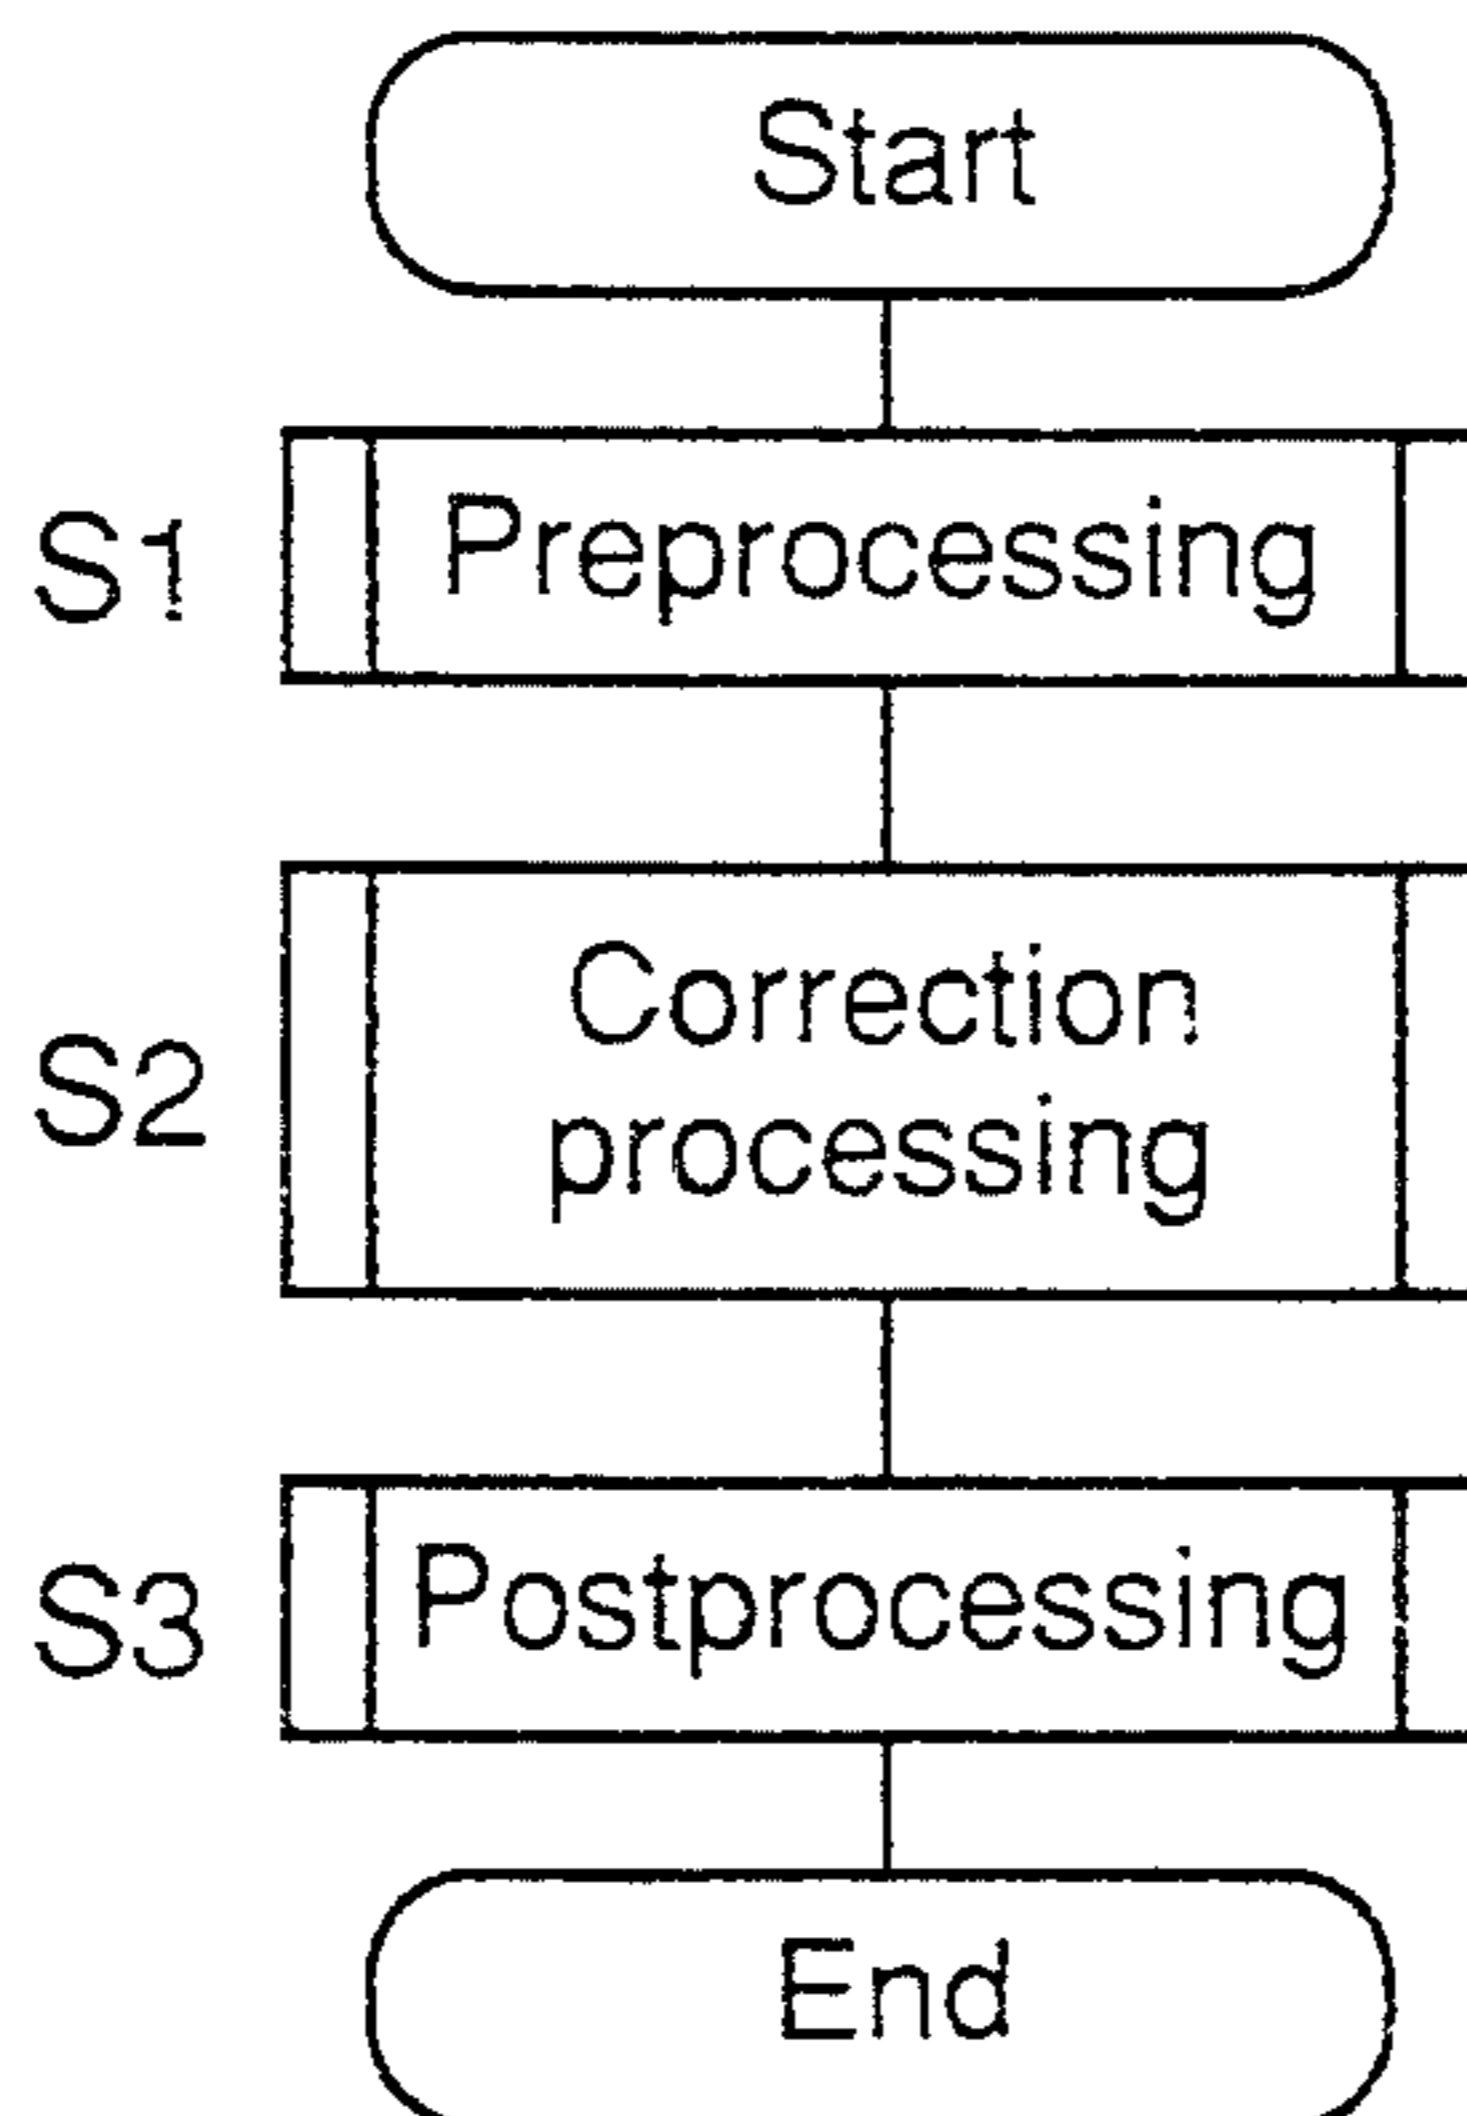 Start
S1
Preprocessing
S2
Correction
processing
S3
Postprocessing
End